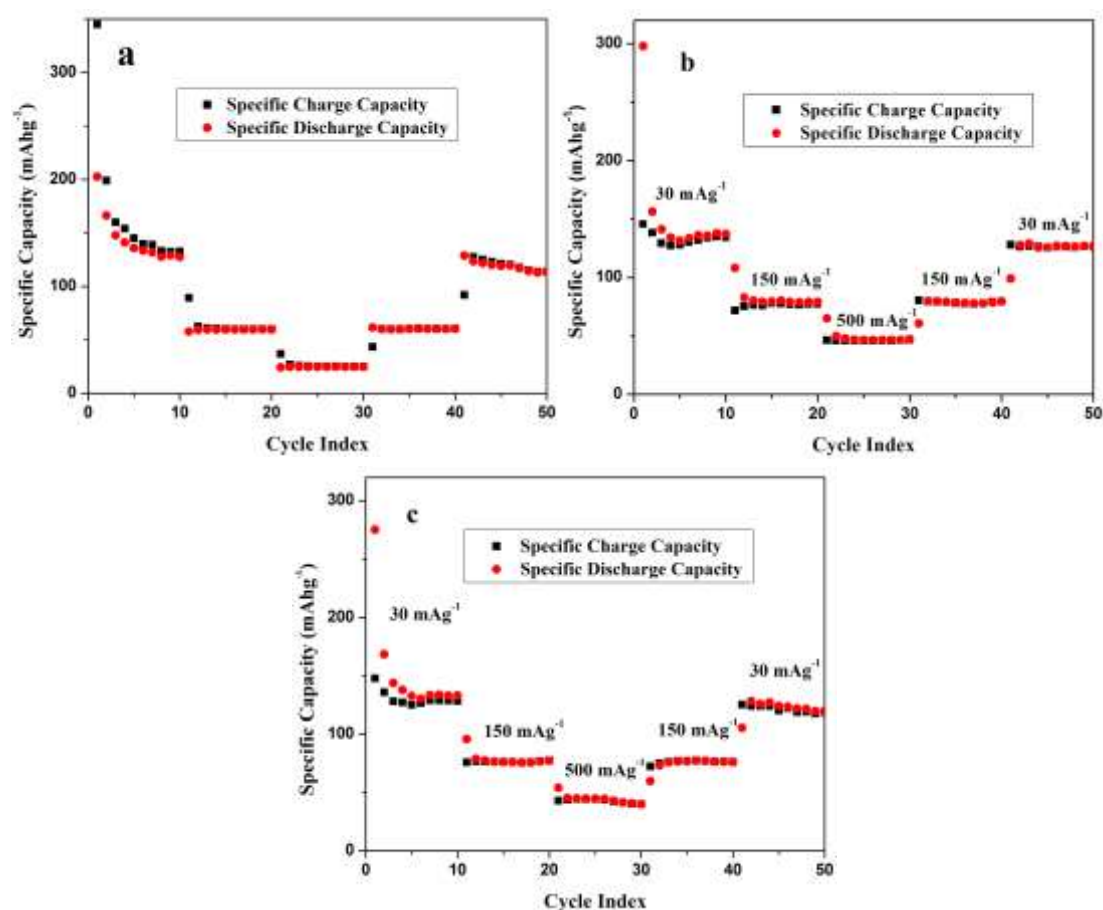 a
Specific Charge Capacity
Specific Discharge Capacity
Specific Capacity (mAhg⁻¹)
300
200
100
0
0 10 20 30 40 50
Cycle Index
b
Specific Charge Capacity
Specific Discharge Capacity
30 mAg⁻¹
150 mAg⁻¹
500 mAg⁻¹
150 mAg⁻¹
30 mAg⁻¹
Specific Capacity (mAhg⁻¹)
300
200
100
0
0 10 20 30 40 50
Cycle Index
c
Specific Charge Capacity
Specific Discharge Capacity
30 mAg⁻¹
150 mAg⁻¹
500 mAg⁻¹
150 mAg⁻¹
30 mAg⁻¹
Specific Capacity (mAhg⁻¹)
300
200
100
0
0 10 20 30 40 50
Cycle Index